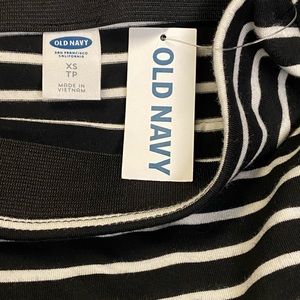 OLD NAVY
SAN FRANCISCO
CALIFORNIA
XS
TP
MADE IN
VIETNAM
OLD NAVY